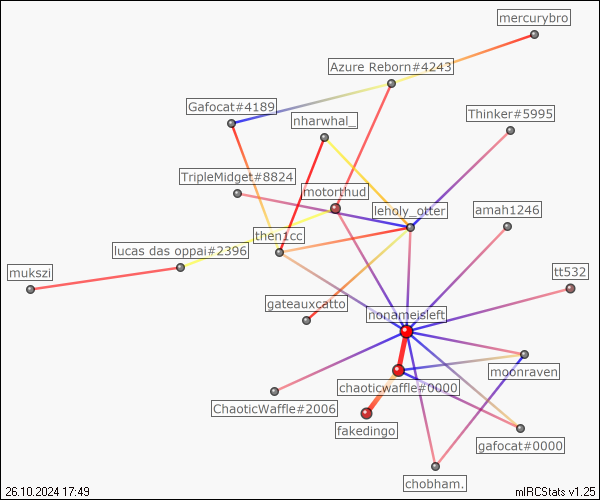 mercurybro
Azure Reborn#4243
Gafocat#4189
nharwhal_
Thinker#5995
TripleMidget#8824
motorthud
leholy_otter
amah1246
then1cc
lucas das oppai#2396
mukszi
tt532
gateauxcatto
nonameisleft
moonraven
chaoticwaffle#0000
ChaoticWaffle#2006
fakedingo
gafocat#0000
chobham.
26.10.2024 17:49
mIRCStats v1.25